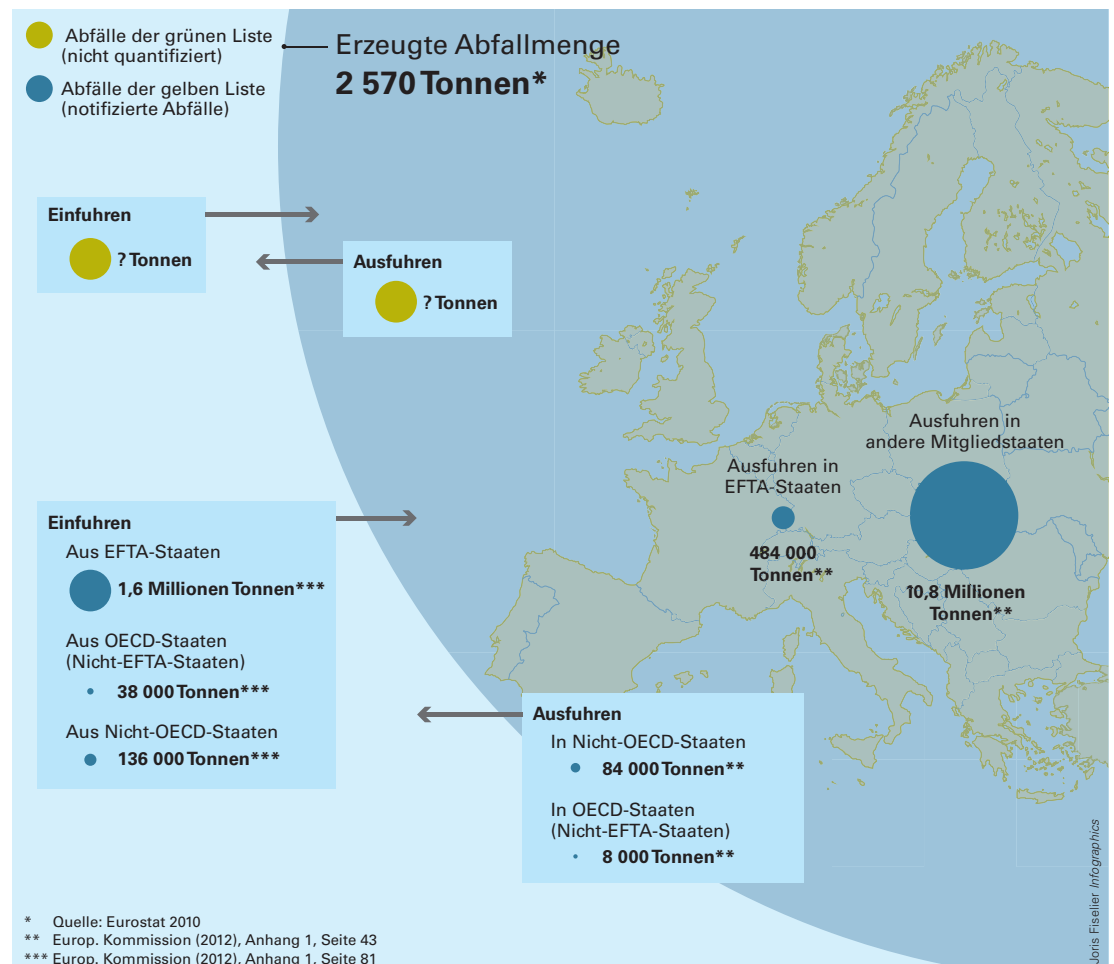 Abfälle der grünen Liste
(nicht quantifiziert)
Abfälle der gelben Liste
(notifizierte Abfälle)
Erzeugte Abfallmenge
2 570 Tonnen*
Einfuhren
? Tonnen
Ausfuhren
? Tonnen
Ausfuhren in
andere Mitgliedstaaten
10,8 Millionen
Tonnen**
Ausfuhren in
EFTA-Staaten
484 000
Tonnen**
Einfuhren
Aus EFTA-Staaten
1,6 Millionen Tonnen***
Aus OECD-Staaten
(Nicht-EFTA-Staaten)
38 000 Tonnen***
Aus Nicht-OECD-Staaten
136 000 Tonnen***
Ausfuhren
In Nicht-OECD-Staaten
84 000 Tonnen**
In OECD-Staaten
(Nicht-EFTA-Staaten)
8 000 Tonnen**
* Quelle: Eurostat 2010
** Europ. Kommission (2012), Anhang 1, Seite 43
*** Europ. Kommission (2012), Anhang 1, Seite 81
Joris Fiselier Infographics